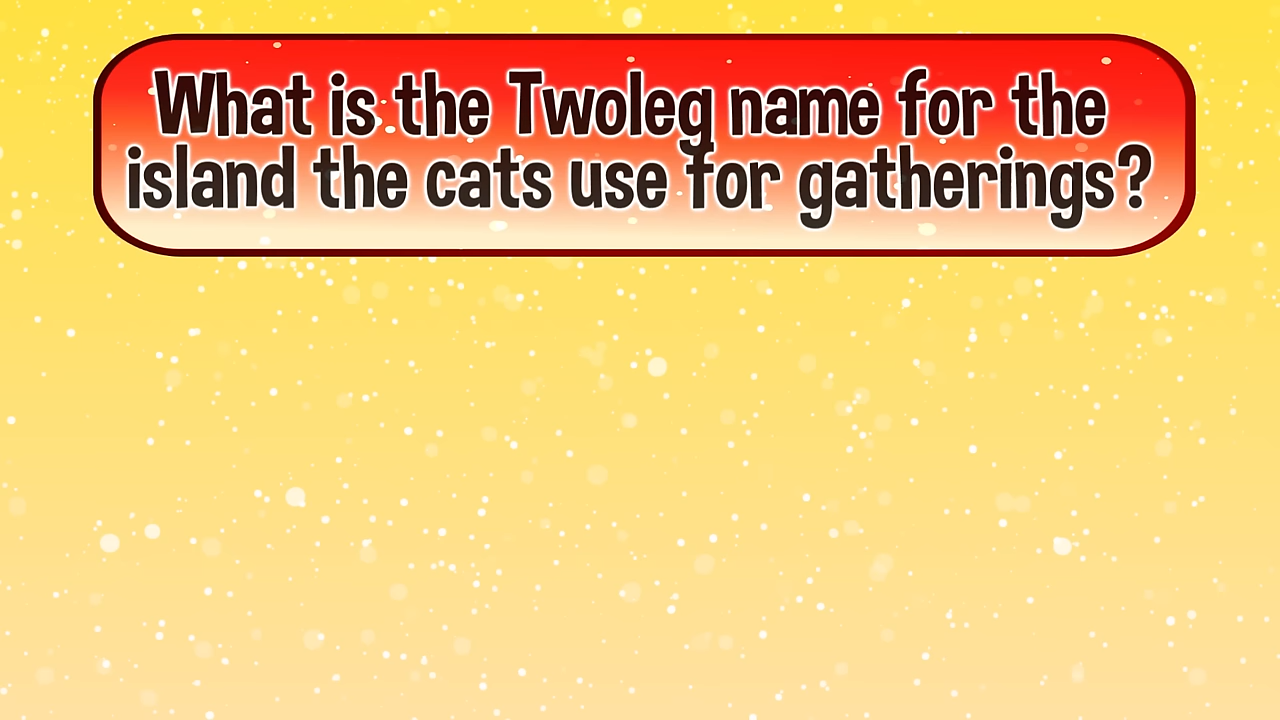 What is the Twoleg name for the
island the cats use for gatherings?